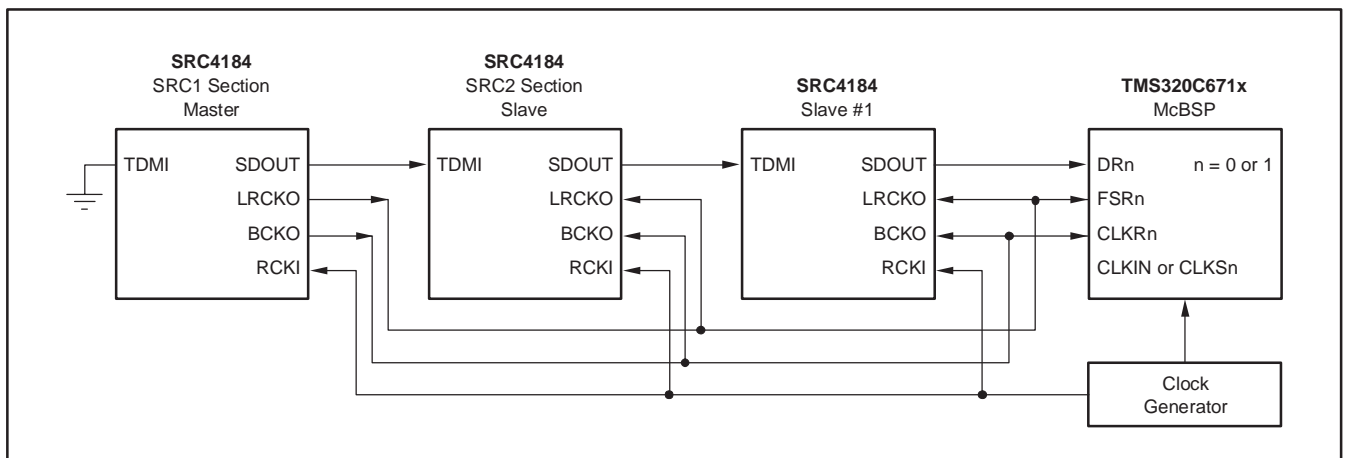 SRC4184
SRC1 Section
Master
TDMI
SDOUT
LRCKO
BCKO
RCKI
SRC4184
SRC2 Section
Slave
TDMI
SDOUT
LRCKO
BCKO
RCKI
SRC4184
Slave #1
TDMI
SDOUT
LRCKO
BCKO
RCKI
TMS320C671x
McBSP
DRn n = 0 or 1
FSRn
CLKRn
CLKIN or CLKSn
Clock
Generator